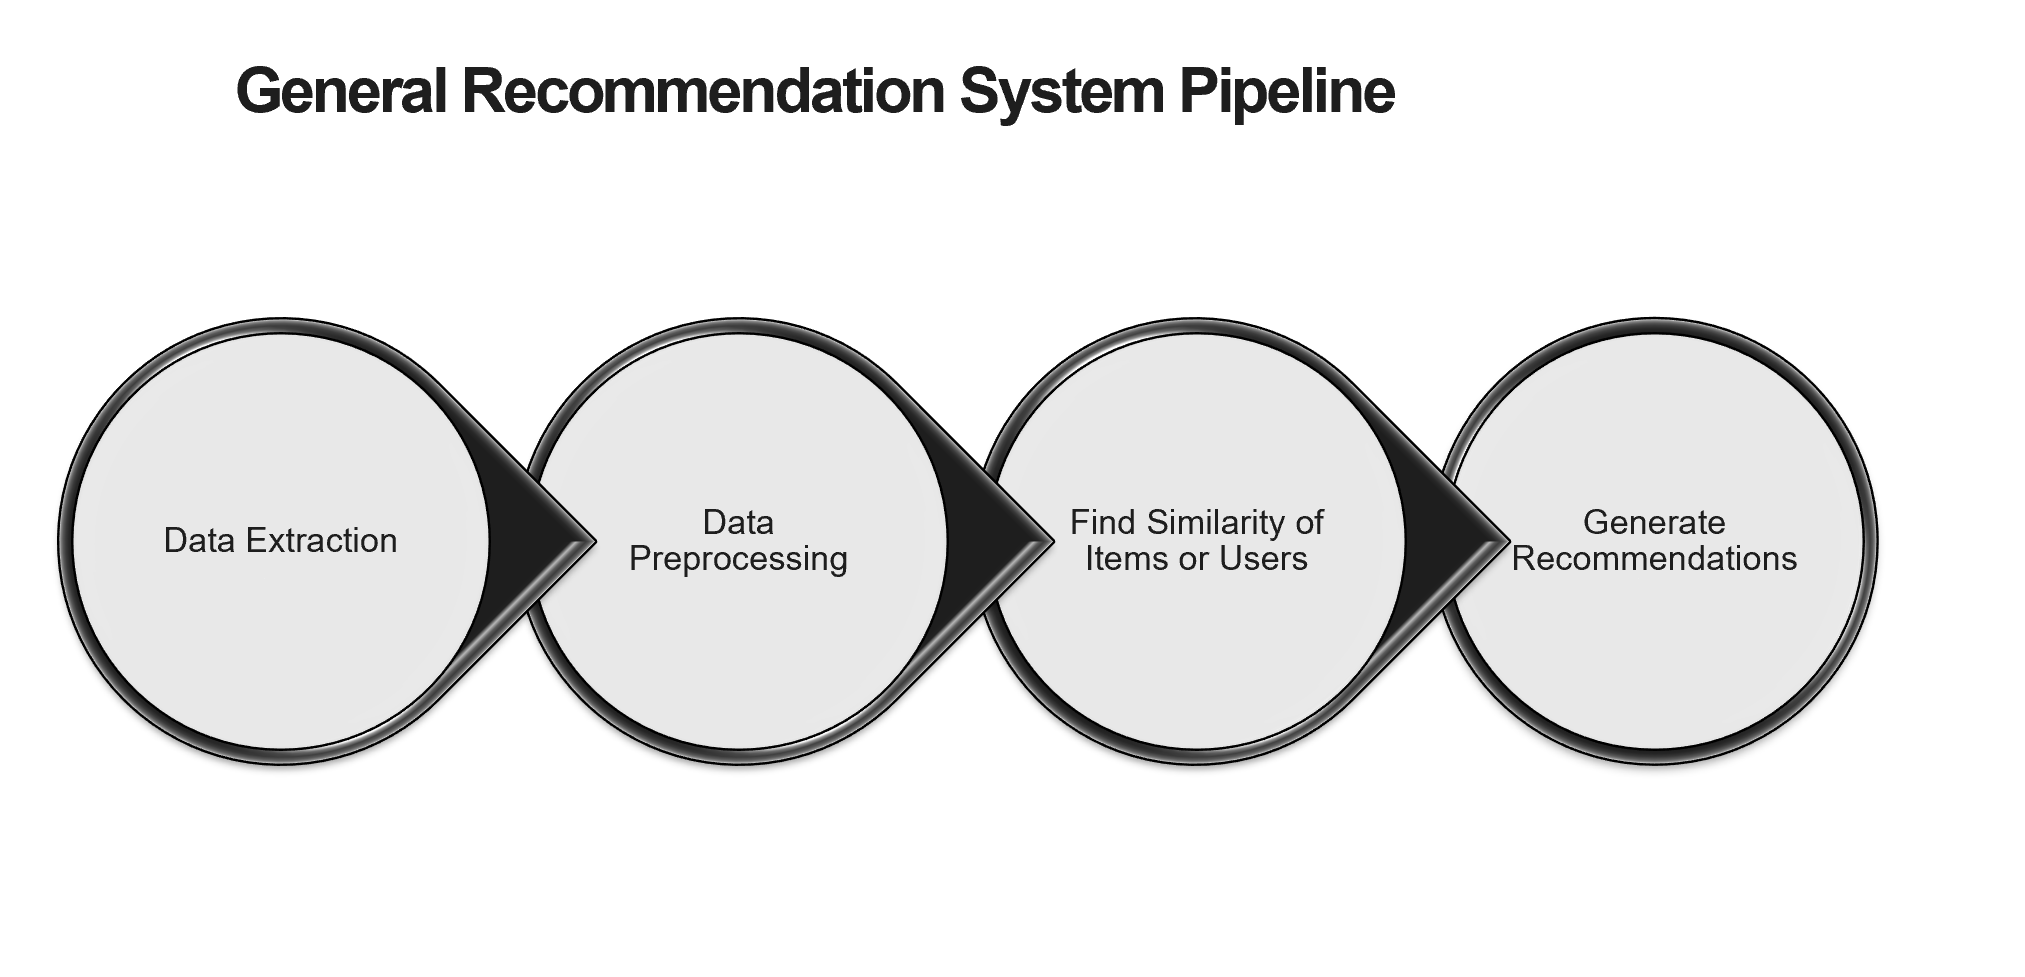 General Recommendation System Pipeline
Data Extraction
Data
Preprocessing
Find Similarity of
Items or Users
Generate
Recommendations